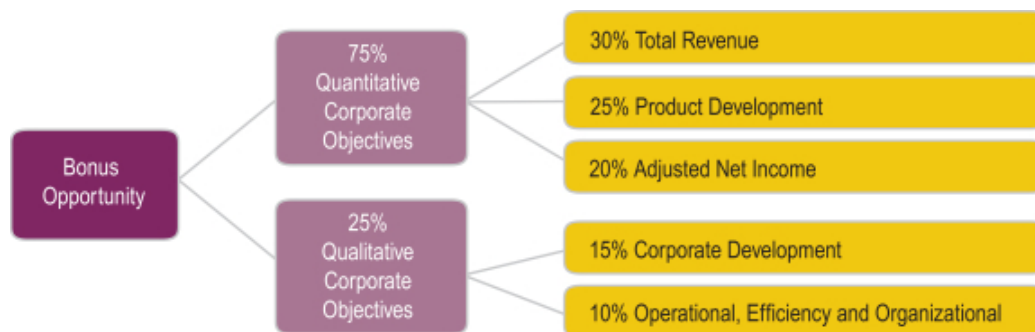 Bonus
Opportunity
75%
Quantitative
Corporate
Objectives
30% Total Revenue
25% Product Development
20% Adjusted Net Income
25%
Qualitative
Corporate
Objectives
15% Corporate Development
10% Operational, Efficiency and Organizational